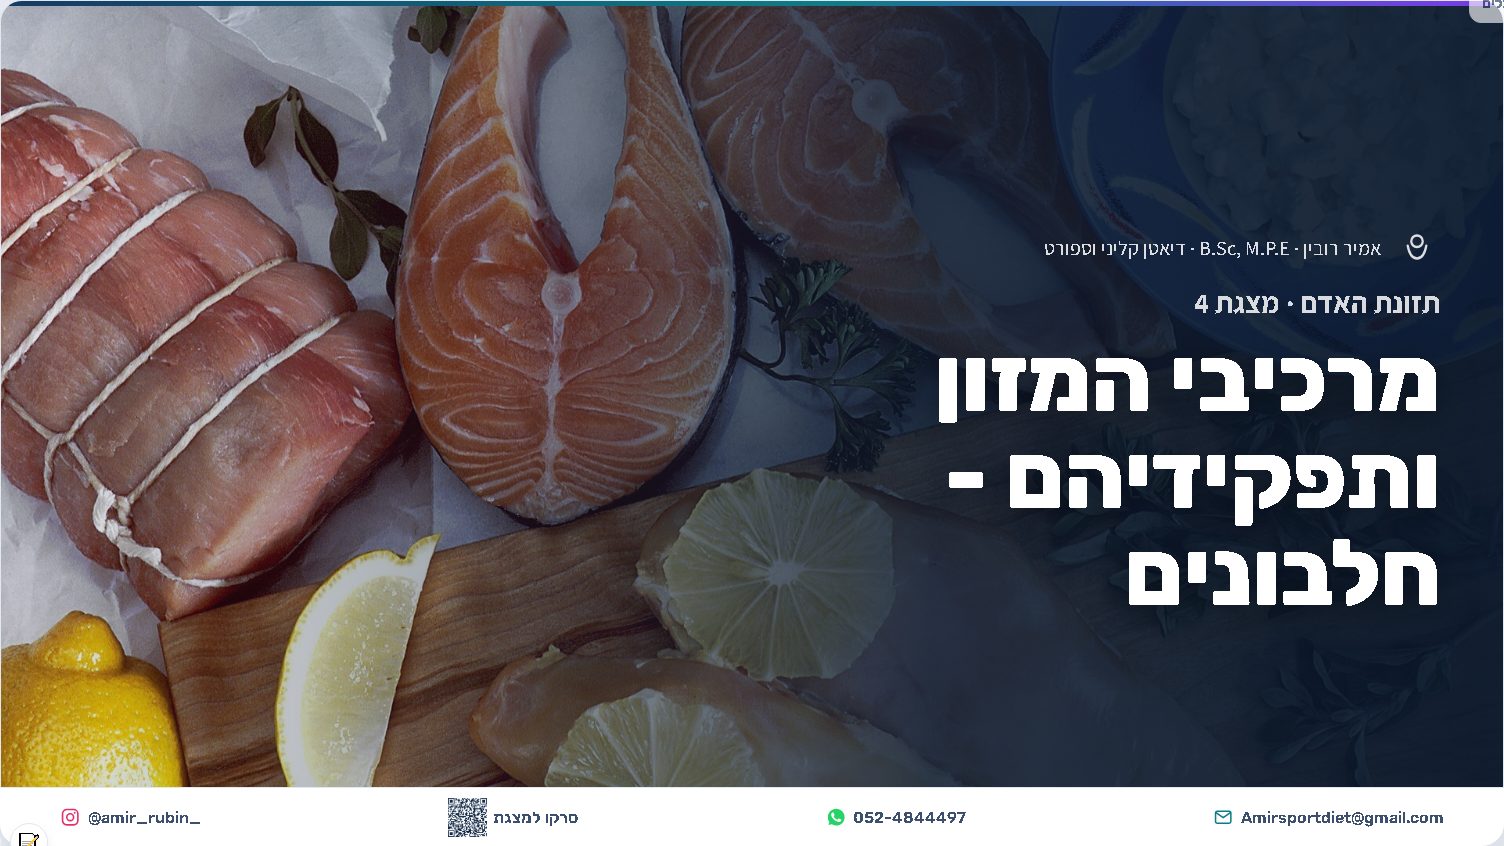 אמיר רובין · B.Sc, M.P.E · דיאטן קליני וספורט
תזונת האדם · מצגת 4
מרכיבי המזון
ותפקידיהם -
חלבונים
Amirsportdiet@gmail.com
052-4844497
סרקו למצגת
@amir_rubin_